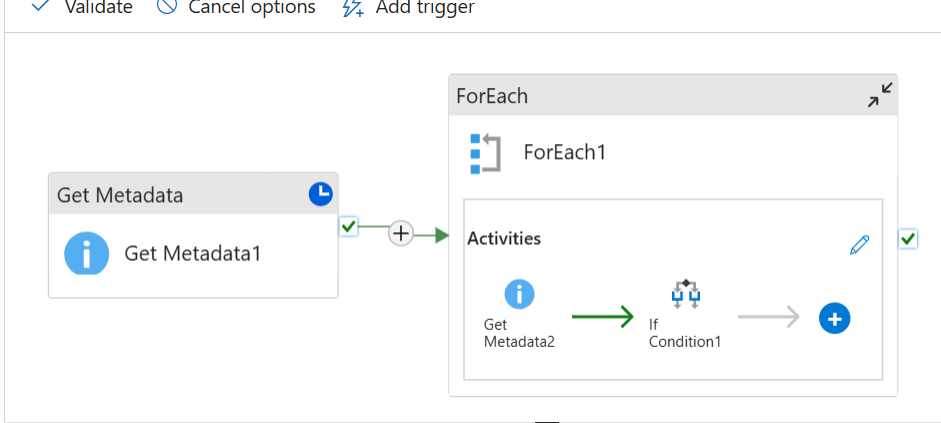 Validate
Cancel options
Add trigger
ForEach
ForEach1
Get Metadata
Get Metadata1
Activities
Get
Metadata2
If
Condition1